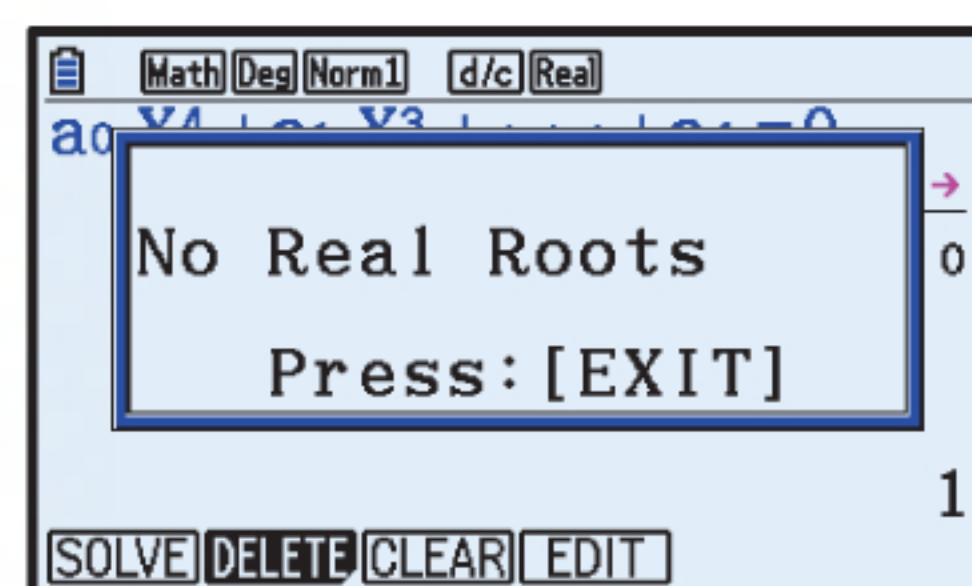 Math Deg Norm1 d/c Real
No Real Roots
0
Press:[EXIT]
1
SOLVE DELETE CLEAR EDIT